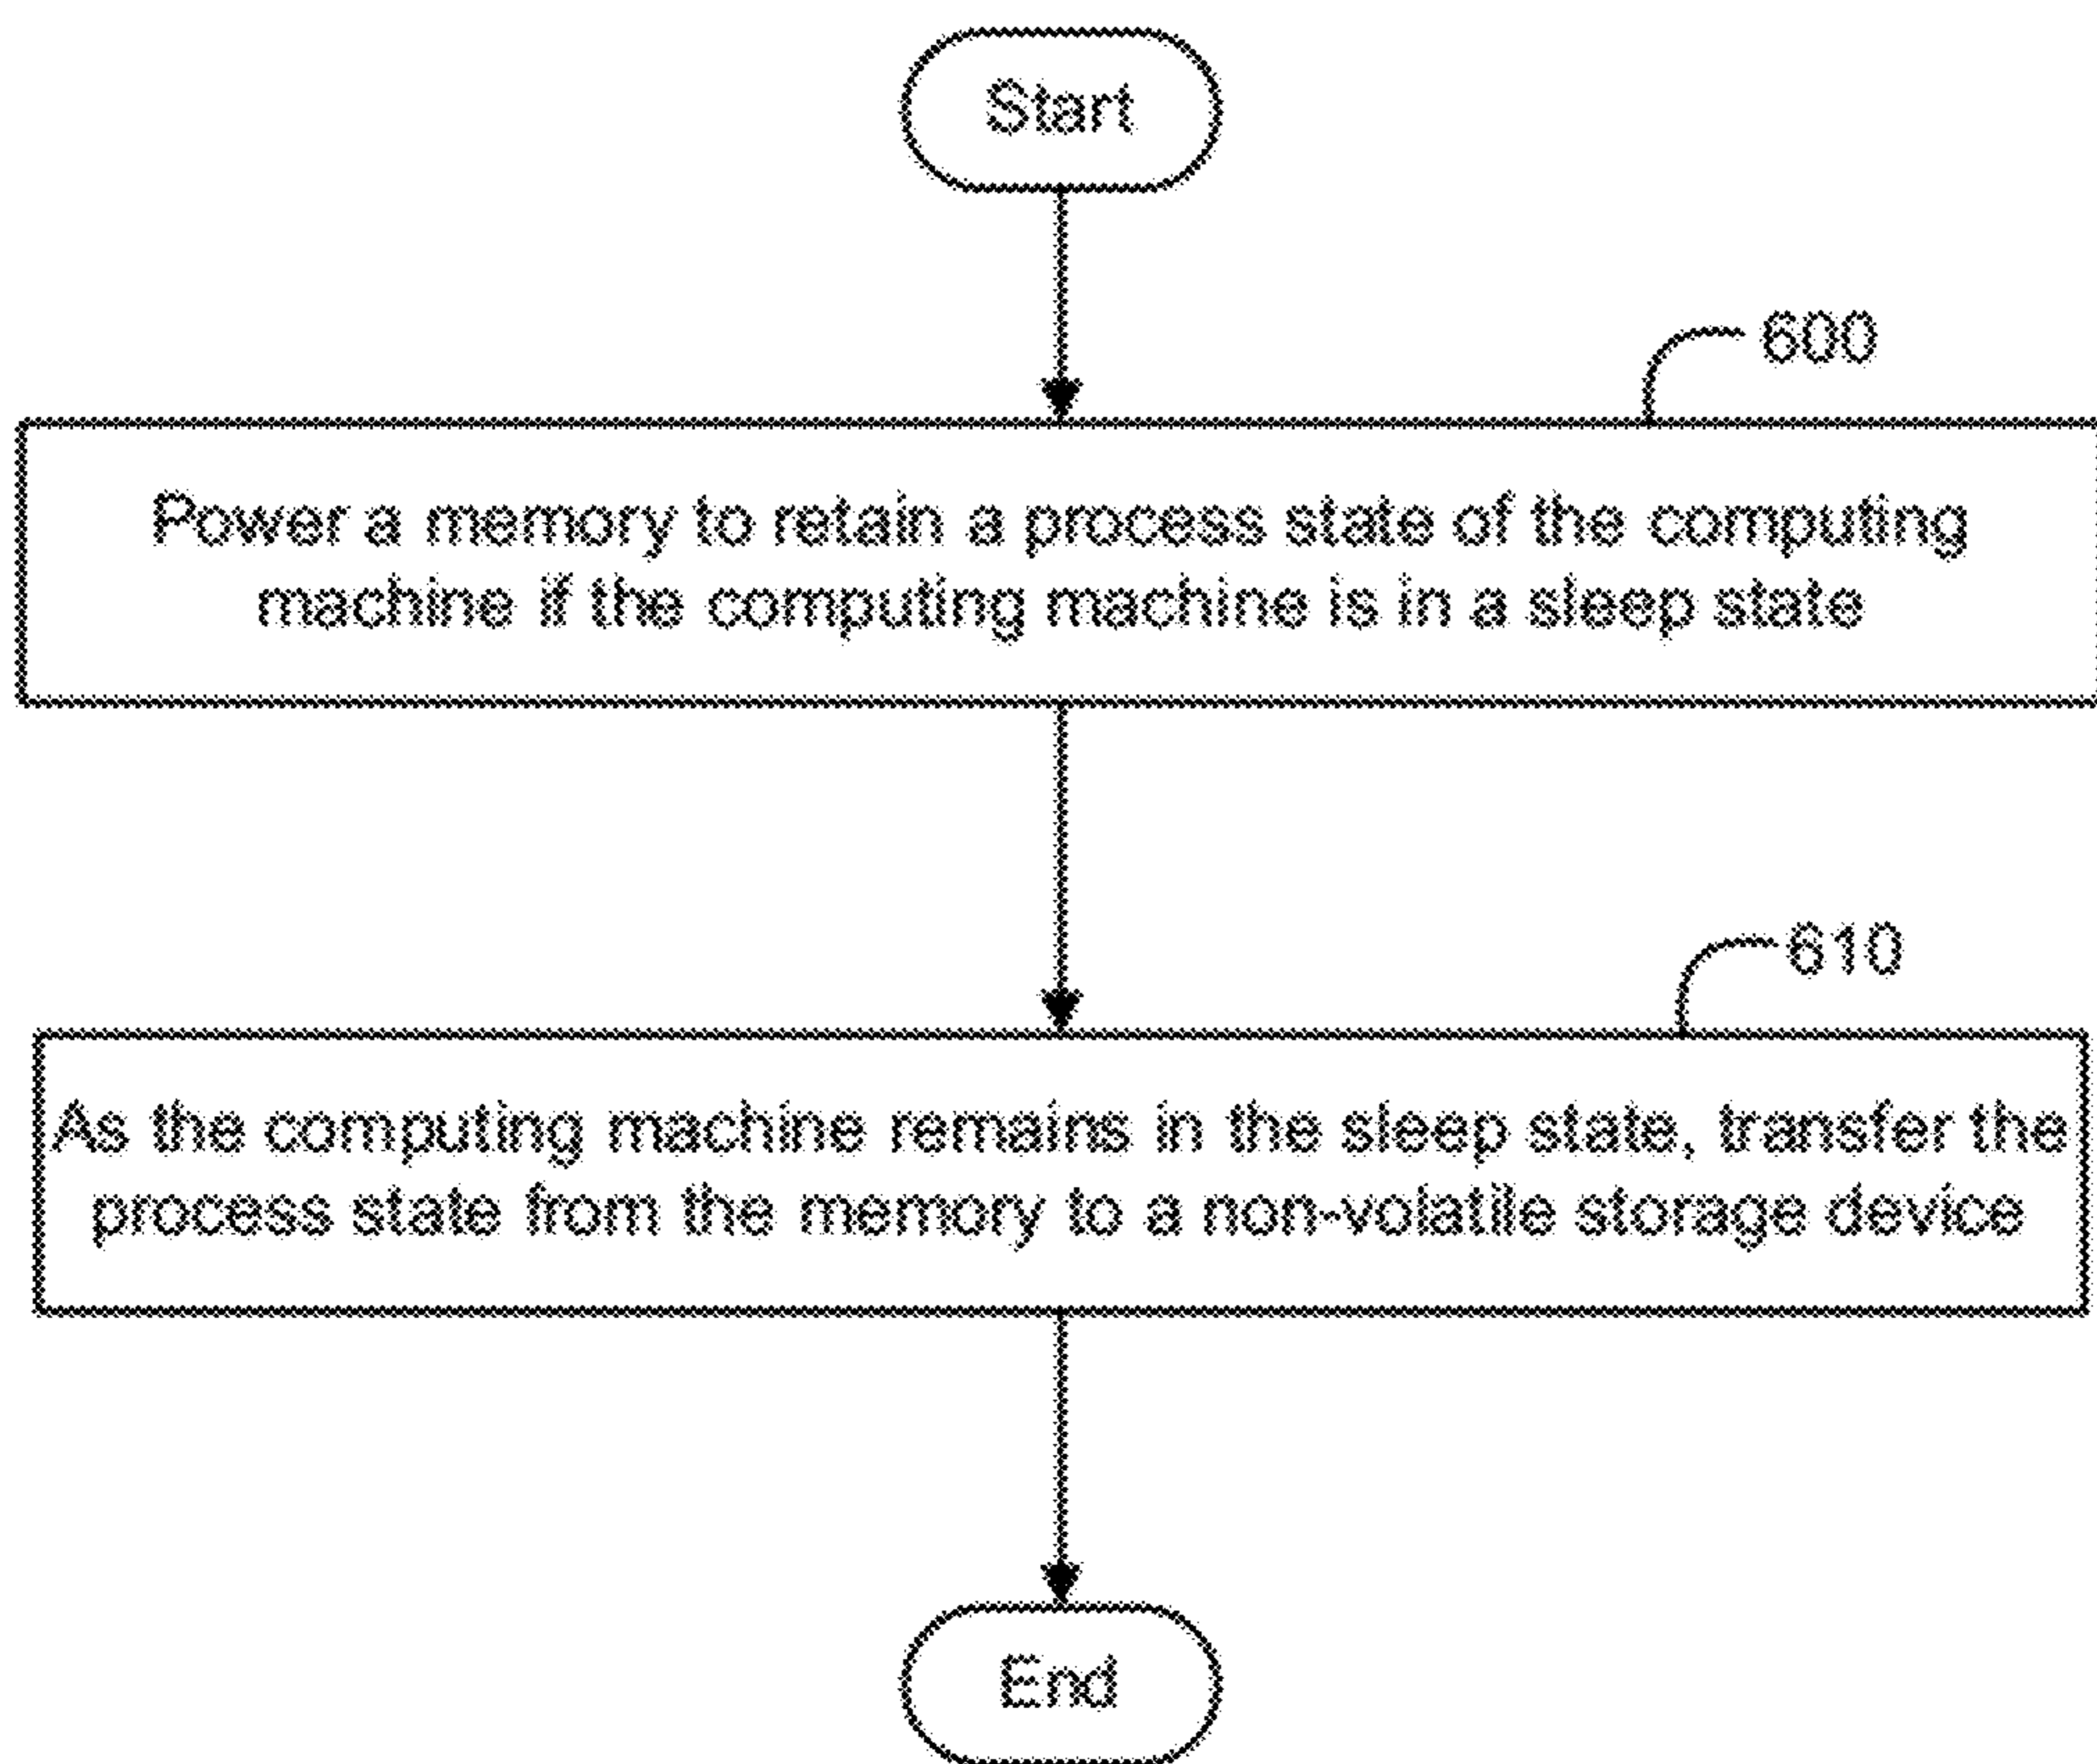 Start
600
Power a memory to retain a process state of the computing
machine if the computing machine is in a sleep state
610
As the computing machine remains in the sleep state, transfer the
process state from the memory to a non-volatile storage device
End